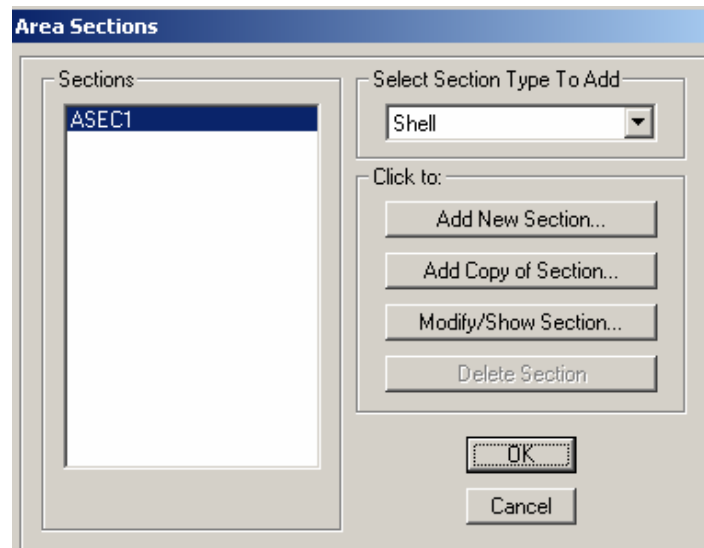 Area Sections
Sections
ASEC1
Select Section Type To Add
Shell
Click to:
Add New Section...
Add Copy of Section...
Modify/Show Section...
Delete Section
OK
Cancel